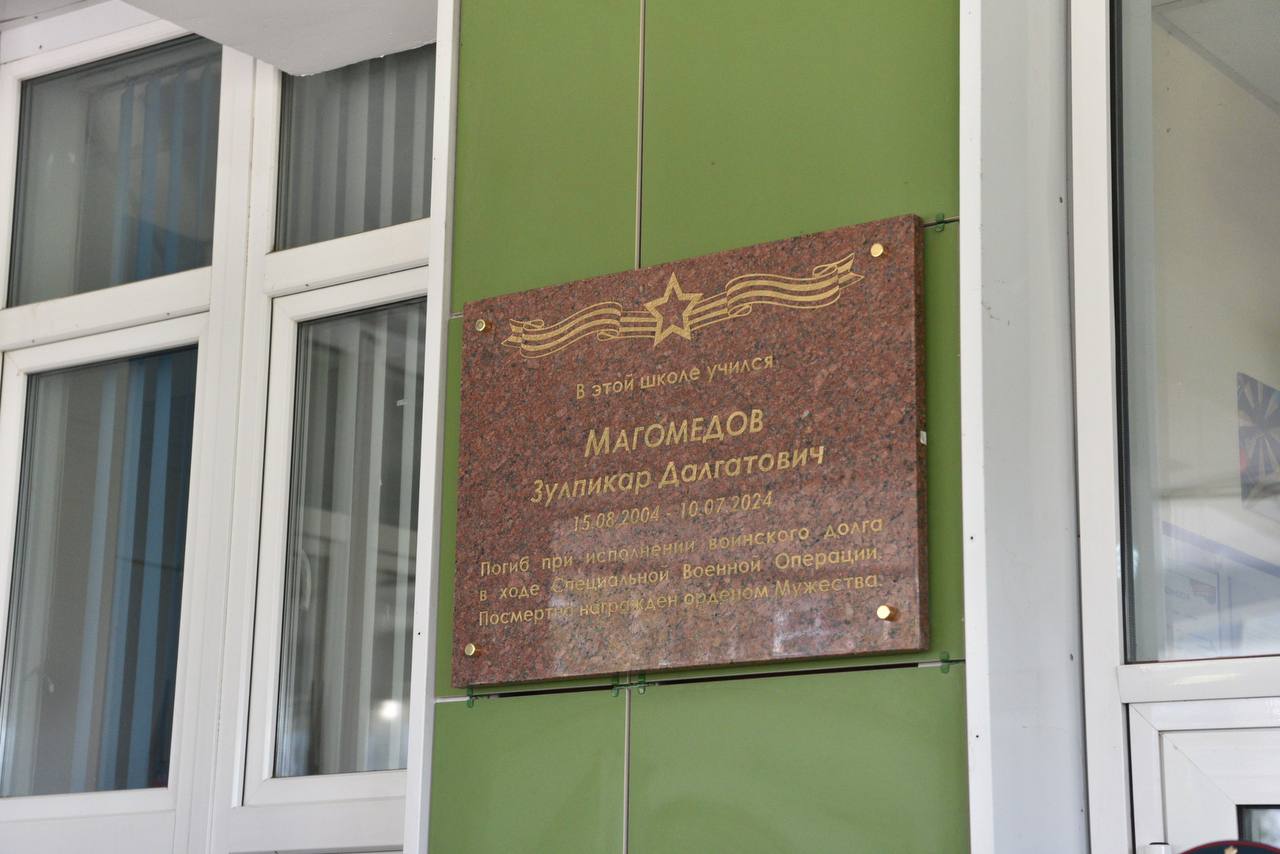 В этой школе учился
МАГОМЕДОВ
Зулпикар Далгатович
15.08.2004 - 10.07.2024
Погиб при исполнении воинского долга
в ходе Специальной Военной Операции.
Посмертно награжден орденом Мужества.